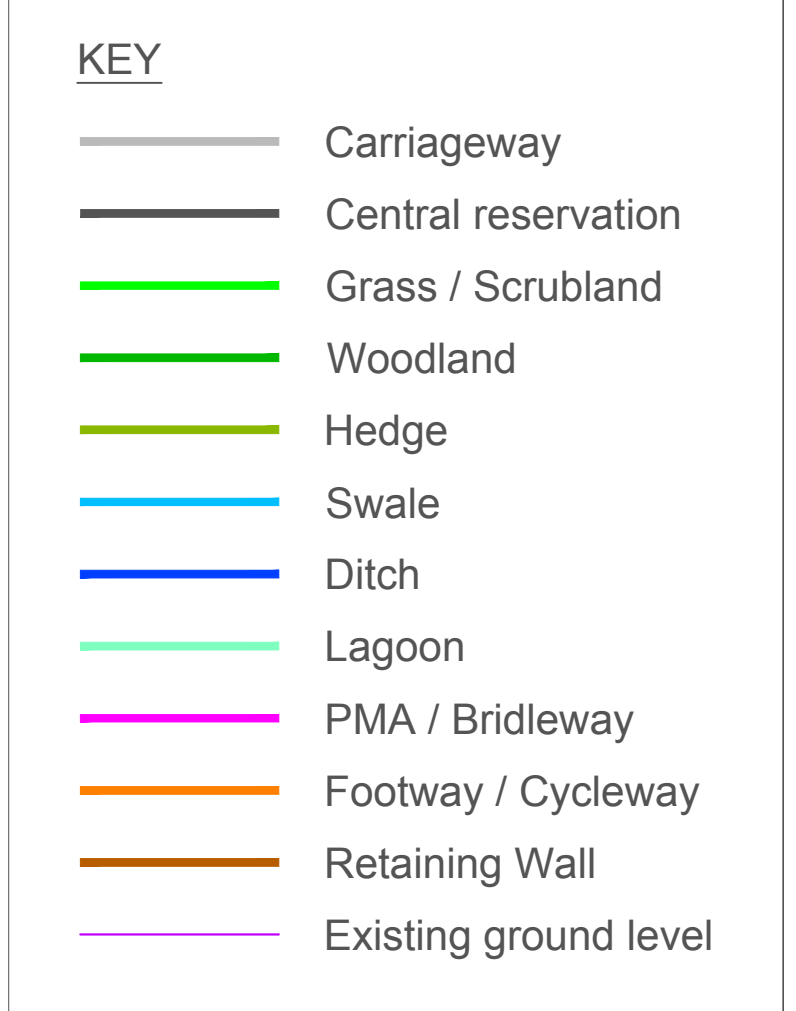 KEY
Carriageway
Central reservation
Grass / Scrubland
Woodland
Hedge
Swale
Ditch
Lagoon
PMA / Bridleway
Footway / Cycleway
Retaining Wall
Existing ground level